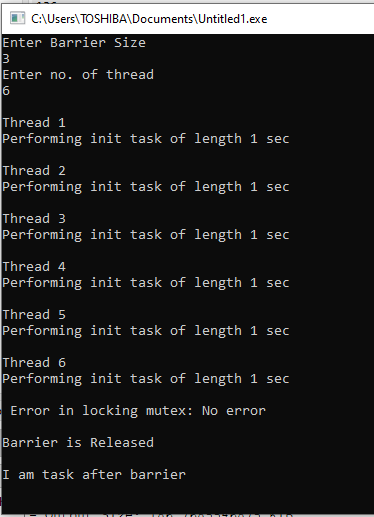 C:\Users\TOSHIBA\Documents\Untitled1.exe
Enter Barrier Size
3
Enter no. of thread
6
Thread 1
Performing init task of length 1 sec
Thread 2
Performing init task of length 1 sec
Thread 3
Performing init task of length 1 sec
Thread 4
Performing init task of length 1 sec
Thread 5
Performing init task of length 1 sec
Thread 6
Performing init task of length 1 sec
Error in locking mutex: No error
Barrier is Released
I am task after barrier